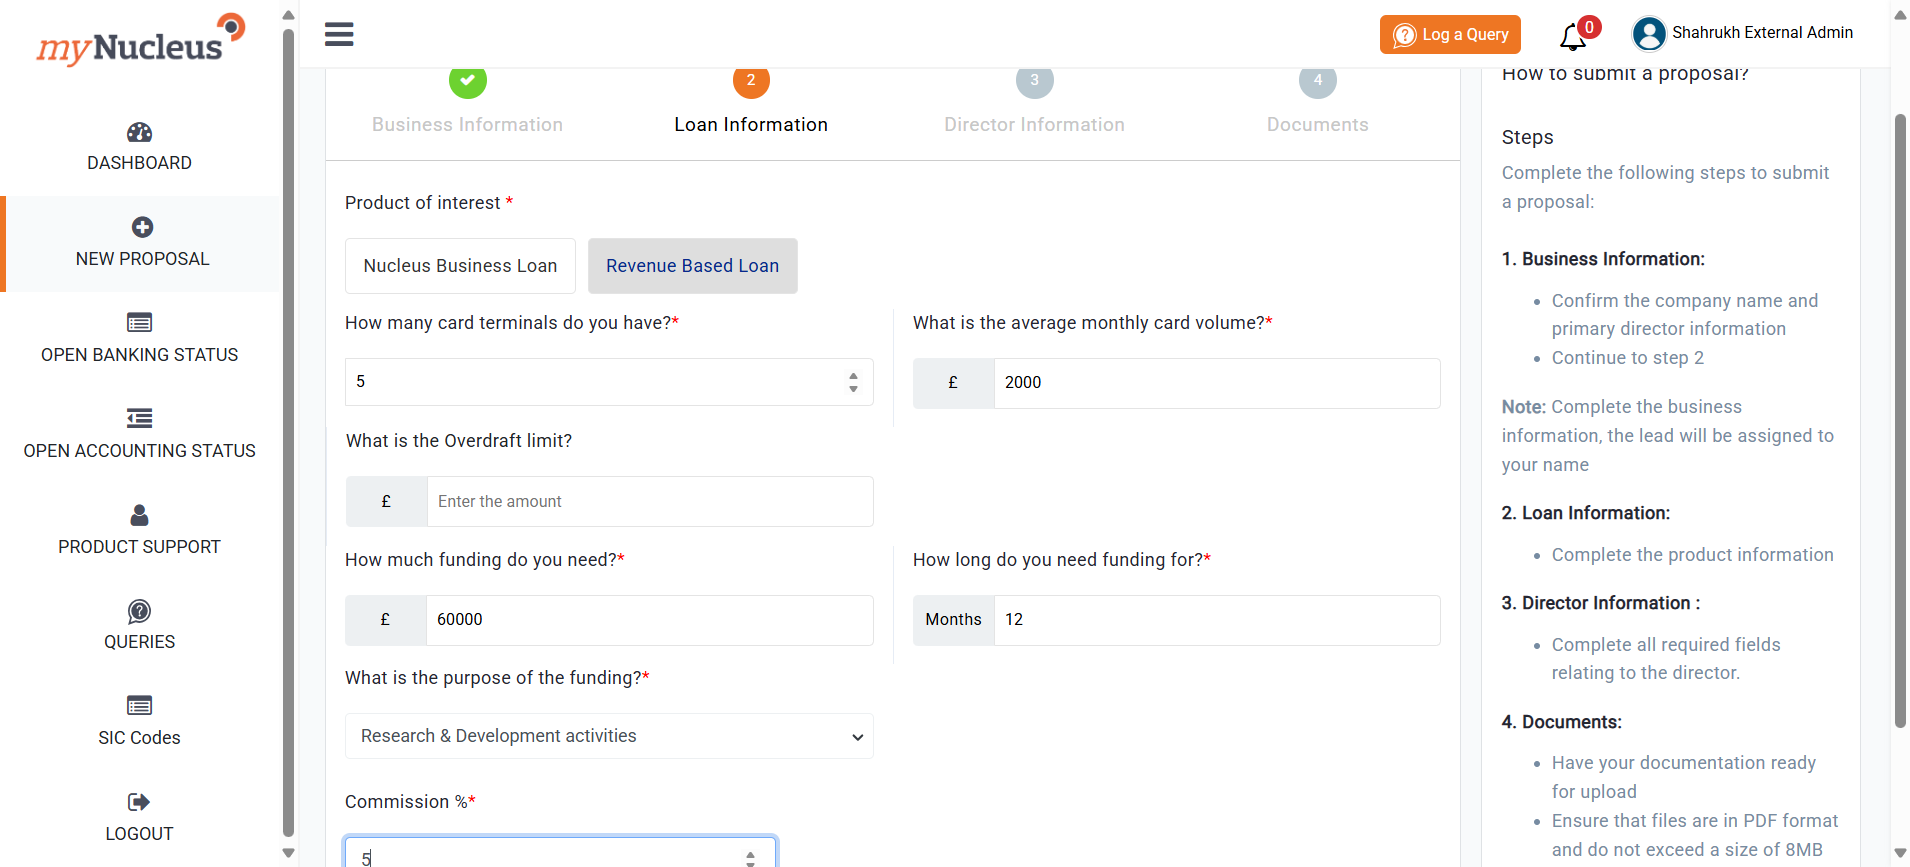 myNucleus
Log a Query
0
Shahrukh External Admin
DASHBOARD
NEW PROPOSAL
OPEN BANKING STATUS
OPEN ACCOUNTING STATUS
PRODUCT SUPPORT
QUERIES
SIC Codes
LOGOUT
2
3
4
Business Information
Loan Information
Director Information
Documents
Product of interest *
Nucleus Business Loan
Revenue Based Loan
How many card terminals do you have?*
5
What is the average monthly card volume?*
£
2000
What is the Overdraft limit?
£
Enter the amount
How much funding do you need?*
£
60000
How long do you need funding for?*
Months
12
What is the purpose of the funding?*
Research & Development activities
Commission %*
5
How to submit a proposal?
Steps
Complete the following steps to submit
a proposal:
1. Business Information:
• Confirm the company name and
primary director information
• Continue to step 2
Note: Complete the business
information, the lead will be assigned to
your name
2. Loan Information:
• Complete the product information
3. Director Information :
• Complete all required fields
relating to the director.
4. Documents:
• Have your documentation ready
for upload
• Ensure that files are in PDF format
and do not exceed a size of 8MB